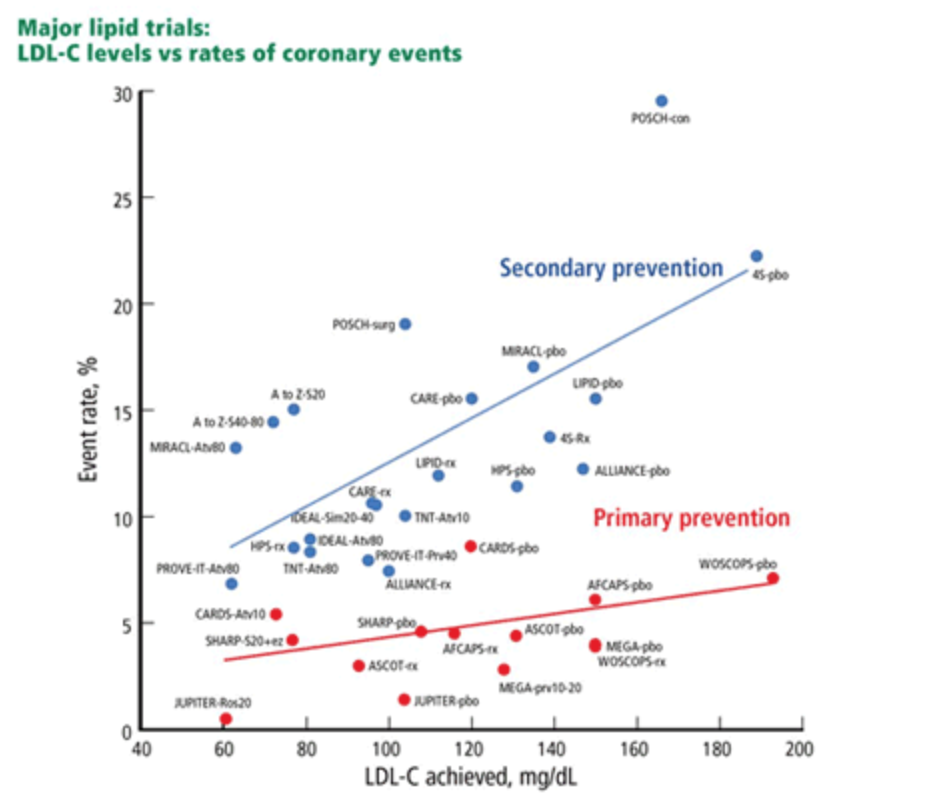 Major lipid trials:
LDL-C levels vs rates of coronary events
30
POSCH-con
25
Secondary prevention
4S-pbo
20
POSCH-surg
MIRACL-pbo
LIPID-pbo
A to Z-S20
CARE-pbo
15
A to Z-S40-80
4S-Rx
MIRACL-Atv80
LIPID-rx
HPS-pbo
ALLIANCE-pbo
CARE-rx
IDEAL-Sim20-40
TNT-Atv10
10
Primary prevention
IDEAL-Atv80
HPS-rx
CARDS-pbo
PROVE-IT-Prv40
PROVE-IT-Atv80
TNT-Atv80
ALLIANCE-rx
WOSCOPS-pbo
AFCAPS-pbo
CARDS-Atv10
5
SHARP-pbo
ASCOT-pbo
SHARP-S20+ez
AFCAPS-rx
MEGA-pbo
WOSCOPS-rx
ASCOT-rx
MEGA-prv10-20
JUPITER-Ros20
JUPITER-pbo
0
Event rate, %
40 60 80 100 120 140 160 180 200
LDL-C achieved, mg/dL